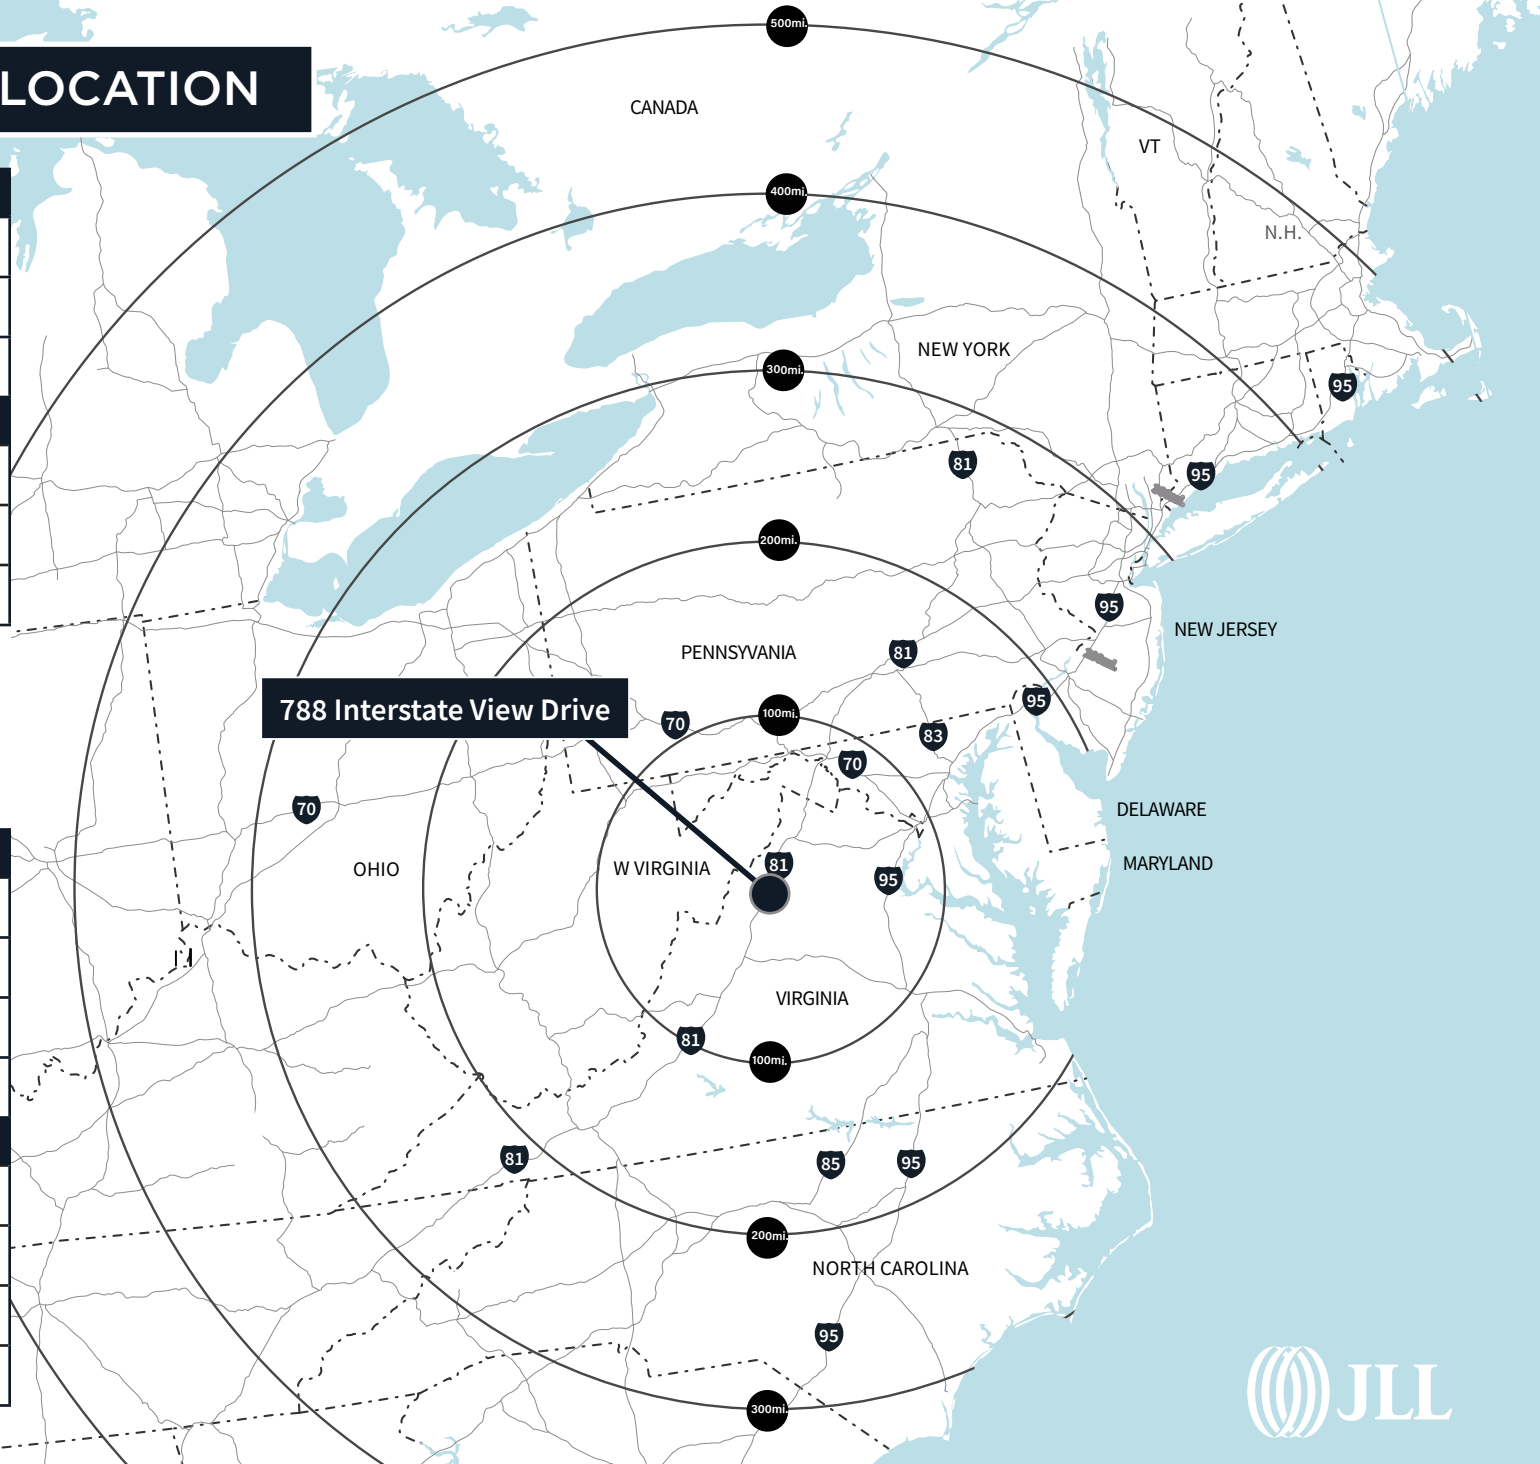 500mi.
LOCATION
CANADA
VT
400mi.
N.H.
NEW YORK
300mi.
95
81
95
200mi.
95
NEW JERSEY
PENNSYVANIA
81
95
788 Interstate View Drive
70
100mi.
83
70
70
DELAWARE
MARYLAND
OHIO
W VIRGINIA
81
95
VIRGINIA
81
100mi.
81
85
95
200mi.
NORTH CAROLINA
95
300mi.
JLL